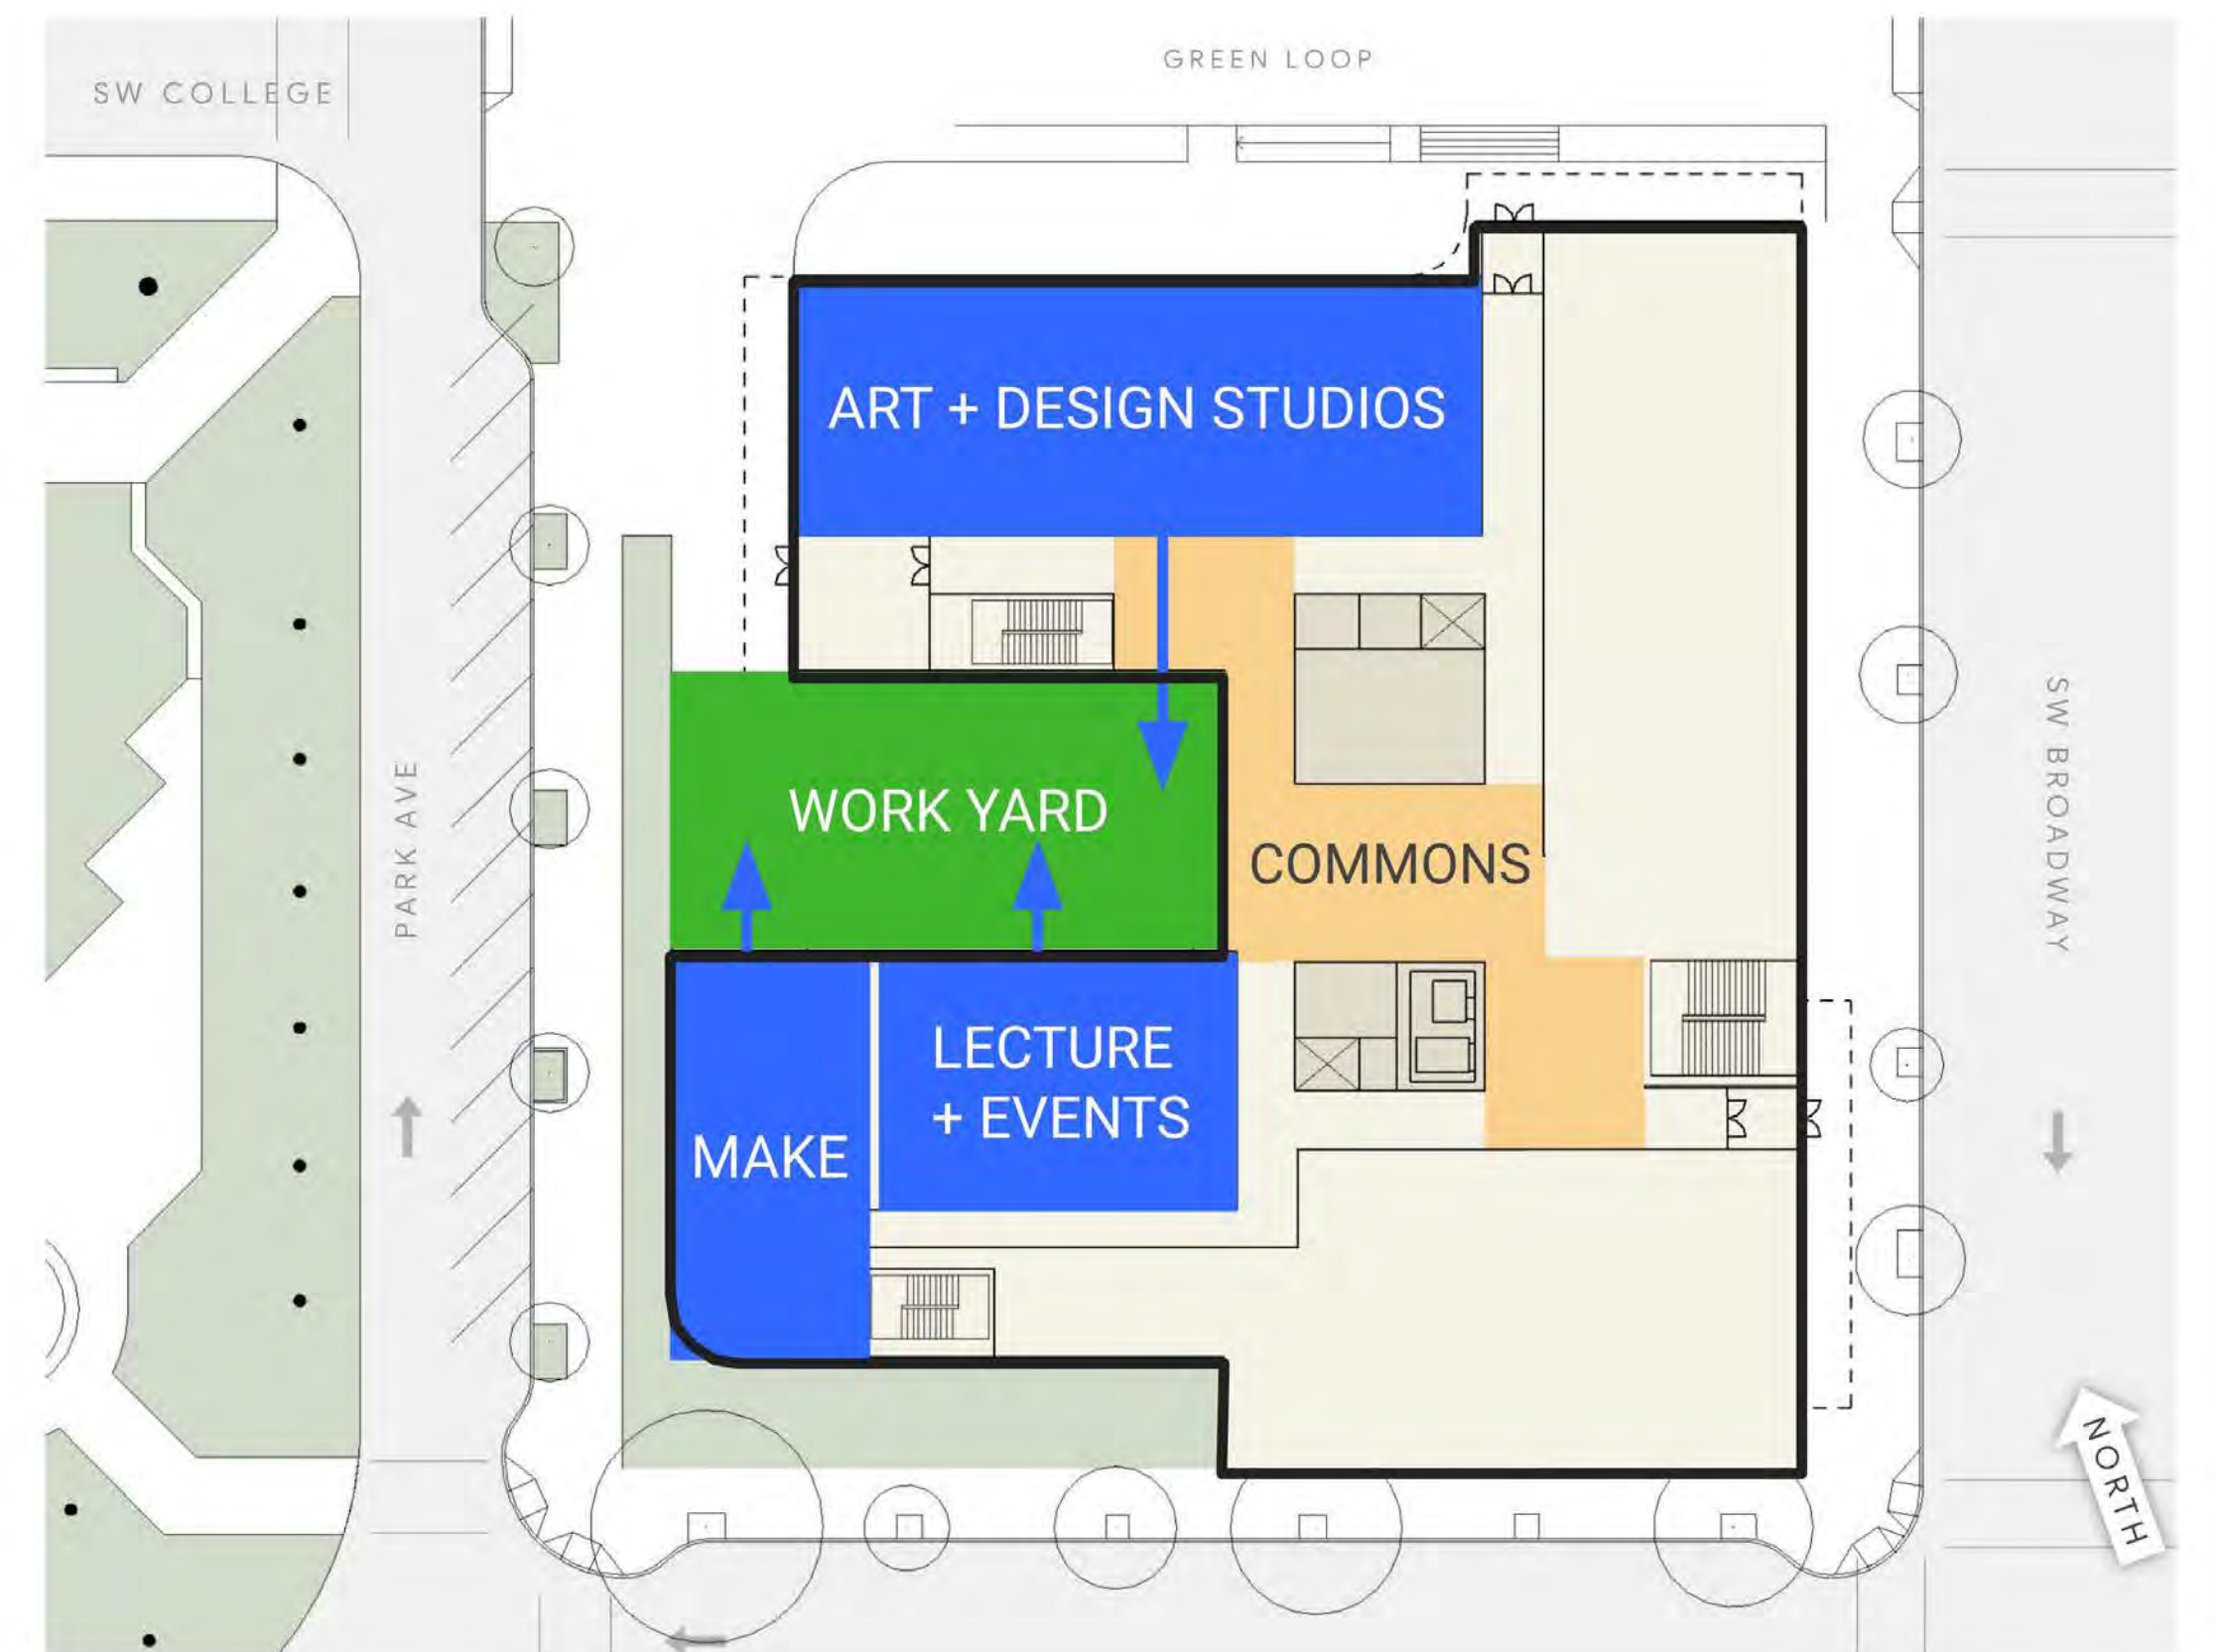 GREEN LOOP
SW COLLEGE
ART + DESIGN STUDIOS
WORK YARD
COMMONS
PARK AVE
SW BROADWAY
LECTURE
+ EVENTS
MAKE
NORTH